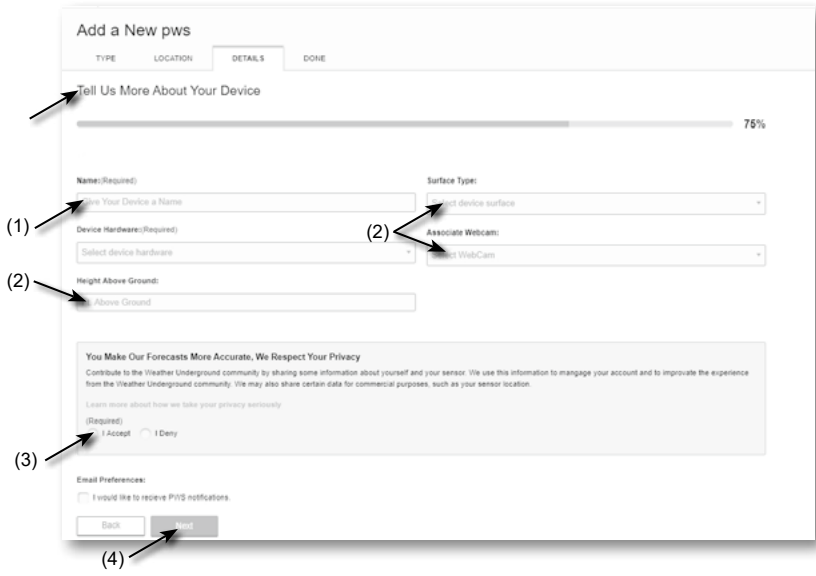 Add a New pws
TYPE LOCATION DETAILS DONE
Tell Us More About Your Device
75%
Name:(Required)
Give Your Device a Name
Surface Type:
Select device surface
(1)
Device Hardware:(Required)
Select device hardware
(2)
Associate Webcam:
Select WebCam
(2)
Height Above Ground:
Above Ground
You Make Our Forecasts More Accurate, We Respect Your Privacy
Contribute to the Weather Underground community by sharing some information about yourself and your sensor. We use this information to mangage your account and to improvate the experience
from the Weather Underground community. We may also share certain data for commercial purposes, such as your sensor location.
Learn more about how we take your privacy seriously
(Required)
I Accept I Deny
(3)
Email Preferences:
I would like to recieve PWS notifications.
Back Next
(4)